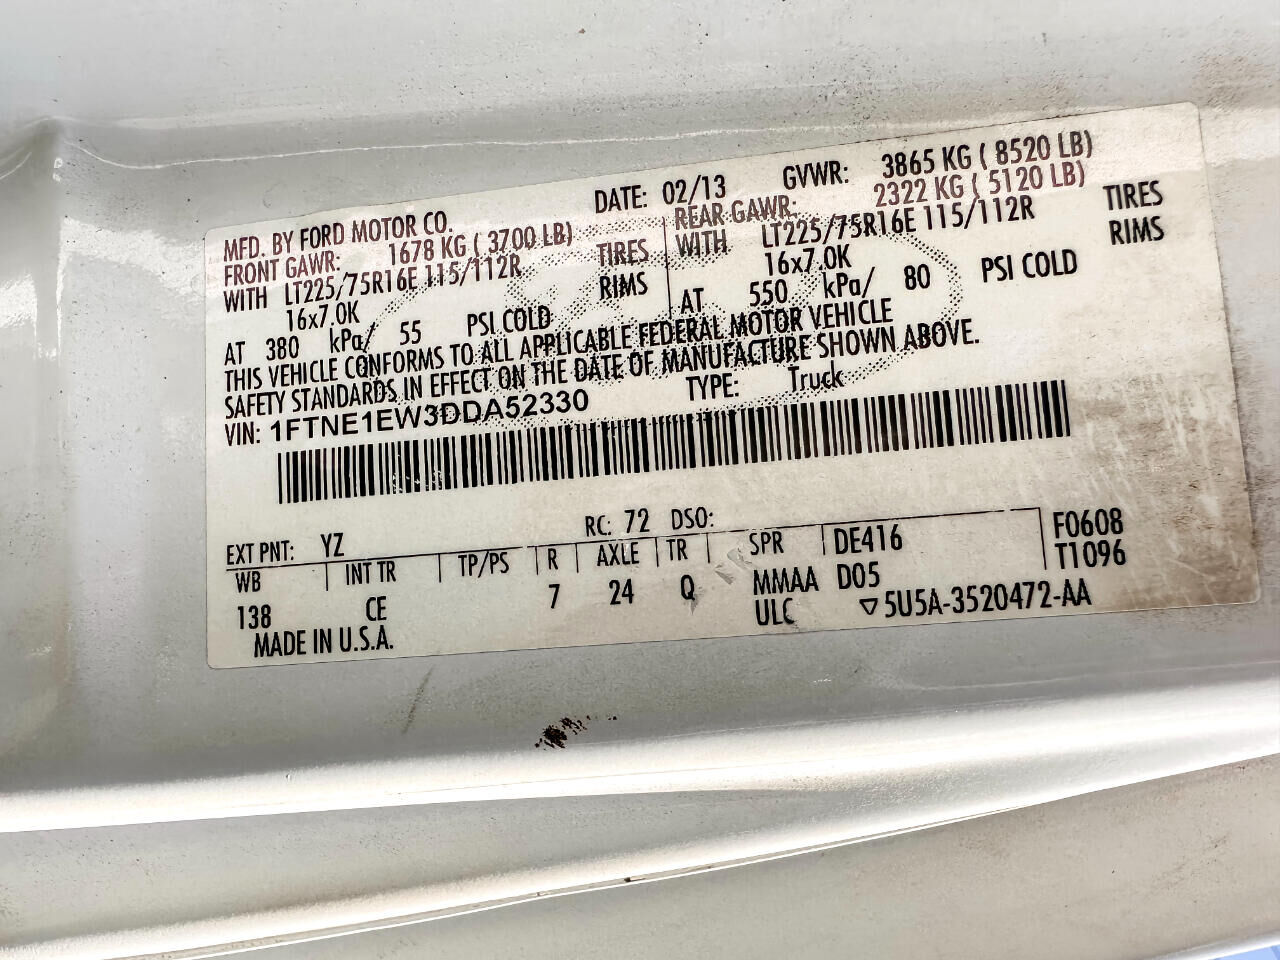 MFD. BY FORD MOTOR CO.
DATE: 02/13 GVWR: 3865 KG ( 8520 LB)
FRONT GAWR: 1678 KG ( 3700 LB)
REAR GAWR: 2322 KG ( 5120 LB)
WITH LT225/75R16E 115/112R TIRES
WITH LT225/75R16E 115/112R TIRES
16x7.0K RIMS
16x7.0K RIMS
AT 380 kPa/ 55 PSI COLD
AT 550 kPa/ 80 PSI COLD
THIS VEHICLE CONFORMS TO ALL APPLICABLE FEDERAL MOTOR VEHICLE
SAFETY STANDARDS IN EFFECT ON THE DATE OF MANUFACTURE SHOWN ABOVE.
VIN: 1FTNE1EW3DDA52330 TYPE: Truck
EXT PNT: YZ RC: 72 DSO:
WB INT TR TP/PS R AXLE TR SPR DE416 F0608
138 CE 7 24 Q MMAA D05 T1096
MADE IN U.S.A. ULC ▽5U5A-3520472-AA